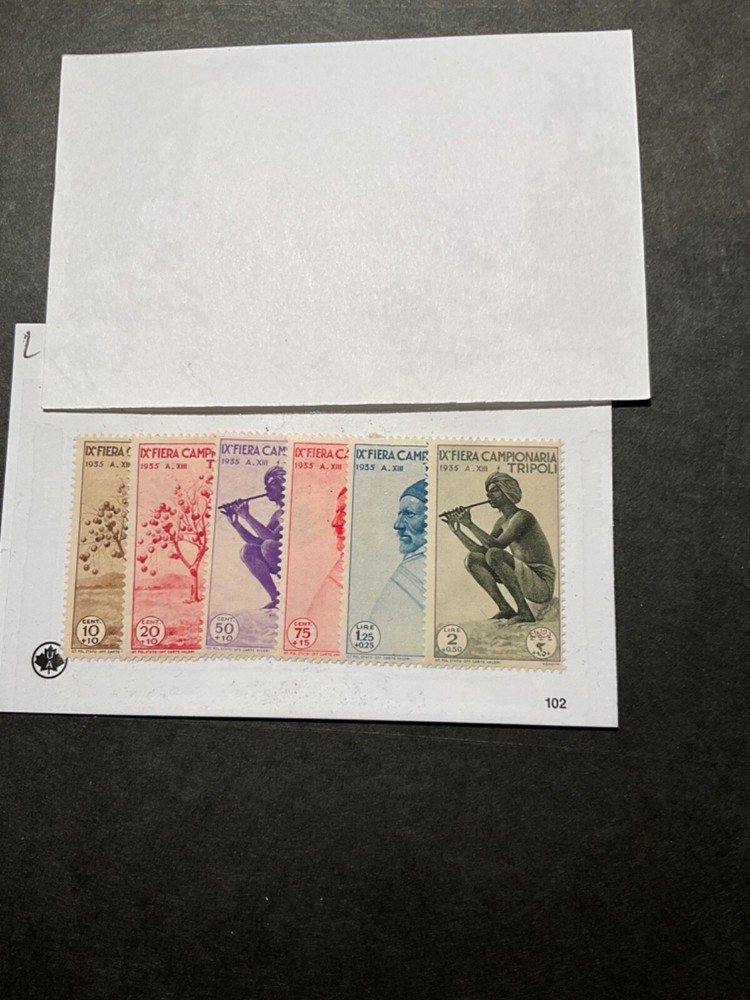 2
IXᵃ FIERA
1935 A. XIII
CENT.
10
+10
IXᵃ FIERA CAMP
1935 A. XIII T
CENT.
20
+10
IXᵃ FIERA CAM
1935 A. XIII
CENT.
50
+10
IXᵃ FIERA CA
1935 A. XIII
CENT.
75
+15
IXᵃ FIERA CAMP
1935 A. XIII
LIRE
1,25
+0,25
IXᵃ FIERA CAMPIONARIA
1935 A. XIII TRIPOLI
LIRE
2
+0,50
102